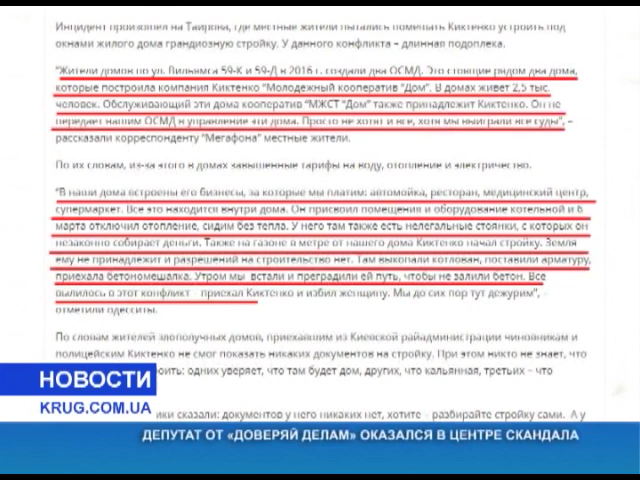 Инцидент произошел на Таирова, где местные жители пытались помешать Киктенко устроить под
окнами жилого дома грандиозную стройку. У данного конфликта – длинная подоплека.
"Жители домов по ул. Вильямса 59-К и 59-Д в 2016 г. создали два ОСМД. Это стоящие рядом два дома,
которые построила компания Киктенко "Молодежный кооператив "Дом". В домах живет 2,5 тыс.
человек. Обслуживающий эти дома кооператив "МЖСТ "Дом" также принадлежит Киктенко. Он не
передает нашим ОСМД в управление эти дома. Просто не хотят и все, хотя мы выиграли все суды", –
рассказали корреспонденту "Мегафона" местные жители.
По их словам, из-за этого в домах завышенные тарифы на воду, отопление и электричество.
"В наши дома встроены его бизнесы, за которые мы платим: автомойка, ресторан, медицинский центр,
супермаркет. Все это находится внутри дома. Он присвоил помещения и оборудование котельной и 6
марта отключил отопление, сидим без тепла. У него там также есть нелегальные стоянки, с которых он
незаконно собирает деньги. Также на газоне в метре от нашего дома Киктенко начал стройку. Земля
ему не принадлежит и разрешений на строительство нет. Там выкопали котлован, поставили арматуру,
приехала бетономешалка. Утром мы встали и преградили ей путь, чтобы не залили бетон. Все
вылилось в этот конфликт – приехал Киктенко и избил женщину. Мы до сих пор тут дежурим", –
отметили одесситы.
По словам жителей злополучных домов, приехавшим из Киевской райадминистрации чиновникам и
полицейским Киктенко не смог показать никаких документов на стройку. При этом никто не знает, что
роить: одних уверяет, что там будет дом, других, что кальянная, третьих – что
ики сказали: документов у него никаких нет, хотите – разбирайте стройку сами. А у
НОВОСТИ
KRUG.COM.UA
ДЕПУТАТ ОТ «ДОВЕРЯЙ ДЕЛАМ» ОКАЗАЛСЯ В ЦЕНТРЕ СКАНДАЛА